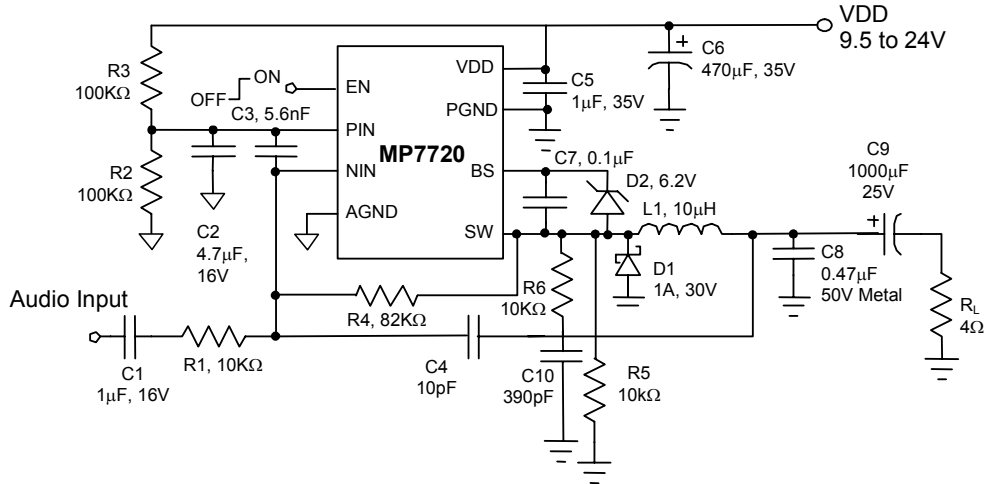 VDD
9.5 to 24V
R3
100KΩ
ON
OFF
C3, 5.6nF
EN
PIN
NIN
AGND
MP7720
VDD
PGND
BS
SW
C5
1µF, 35V
C6
470µF, 35V
C7, 0.1µF
D2, 6.2V
L1, 10µH
C9
1000µF
25V
R2
100KΩ
C2
4.7µF,
16V
D1
1A, 30V
C8
0.47µF
50V Metal
RL
4Ω
Audio Input
R6
10KΩ
R4, 82KΩ
R1, 10KΩ
C1
1µF, 16V
C4
10pF
C10
390pF
R5
10kΩ